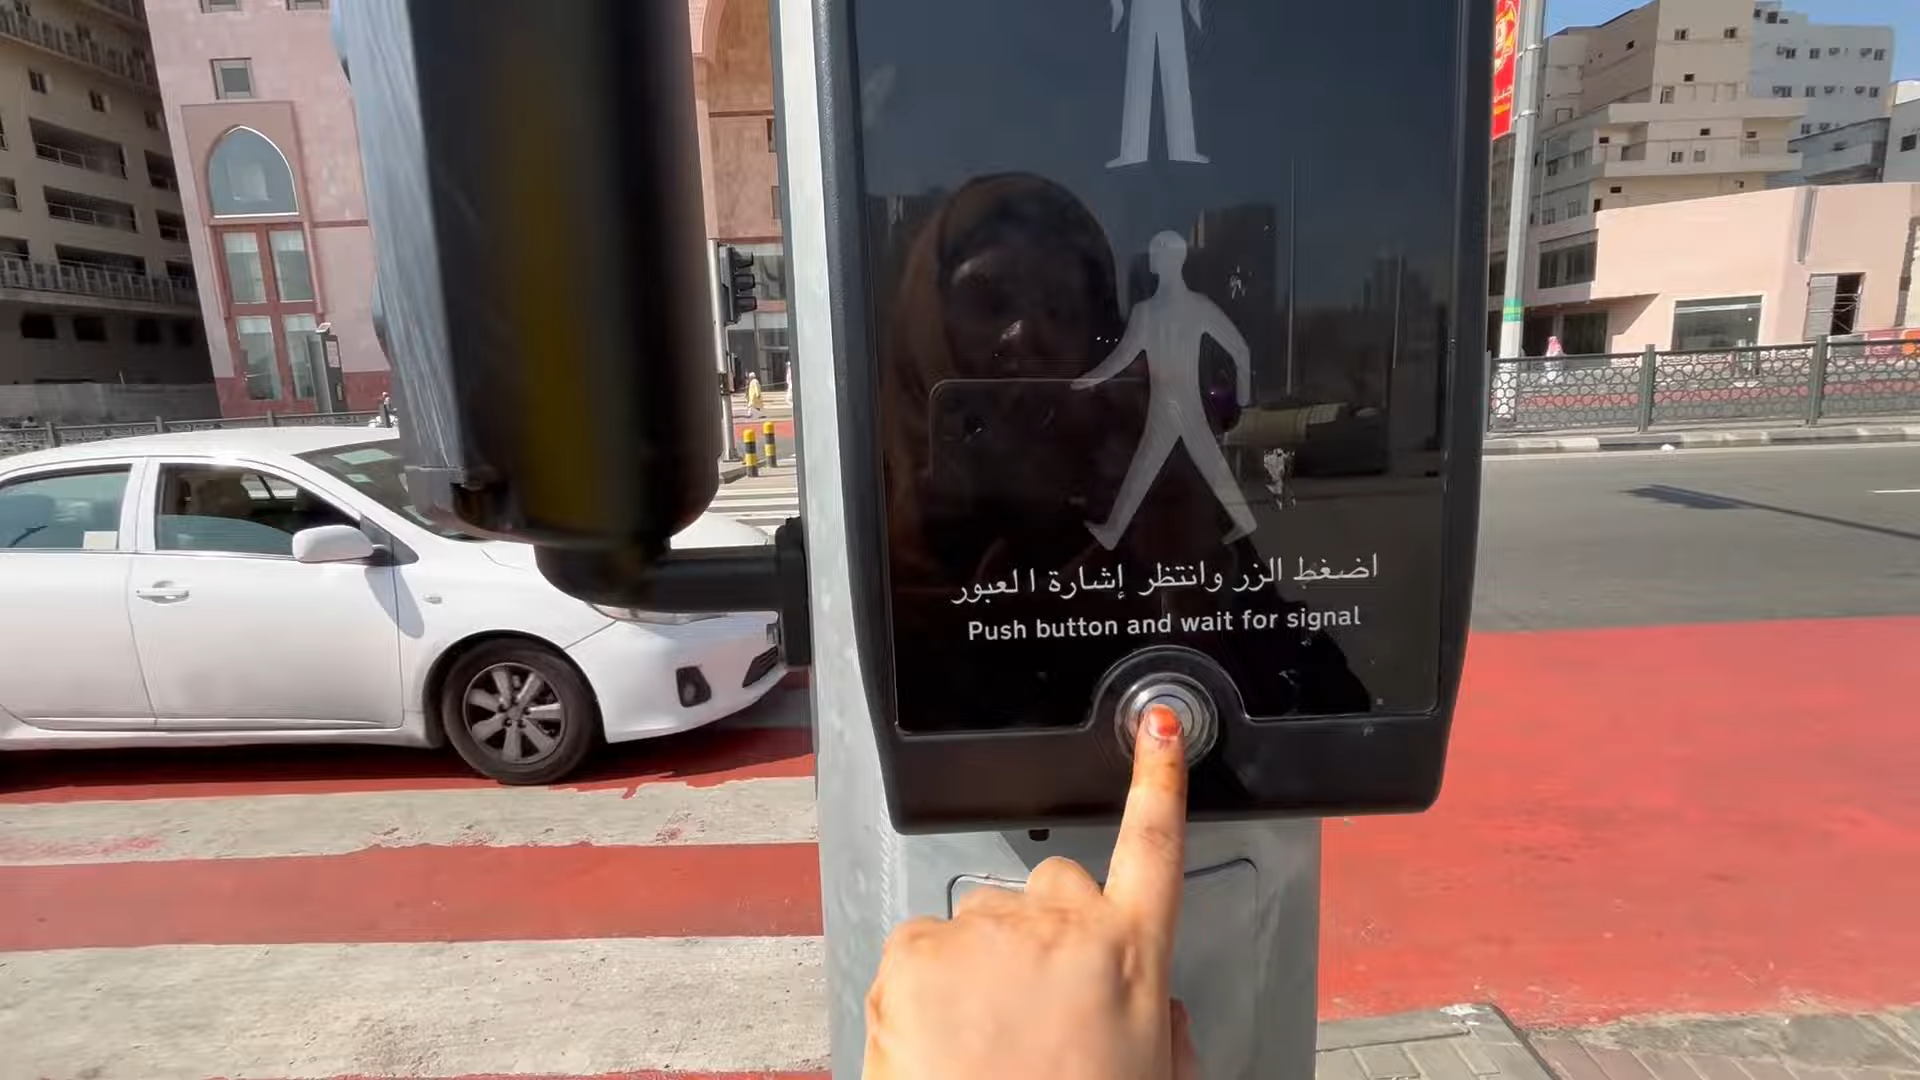 اضغط الزر وانتظر إشارة العبور
Push button and wait for signal